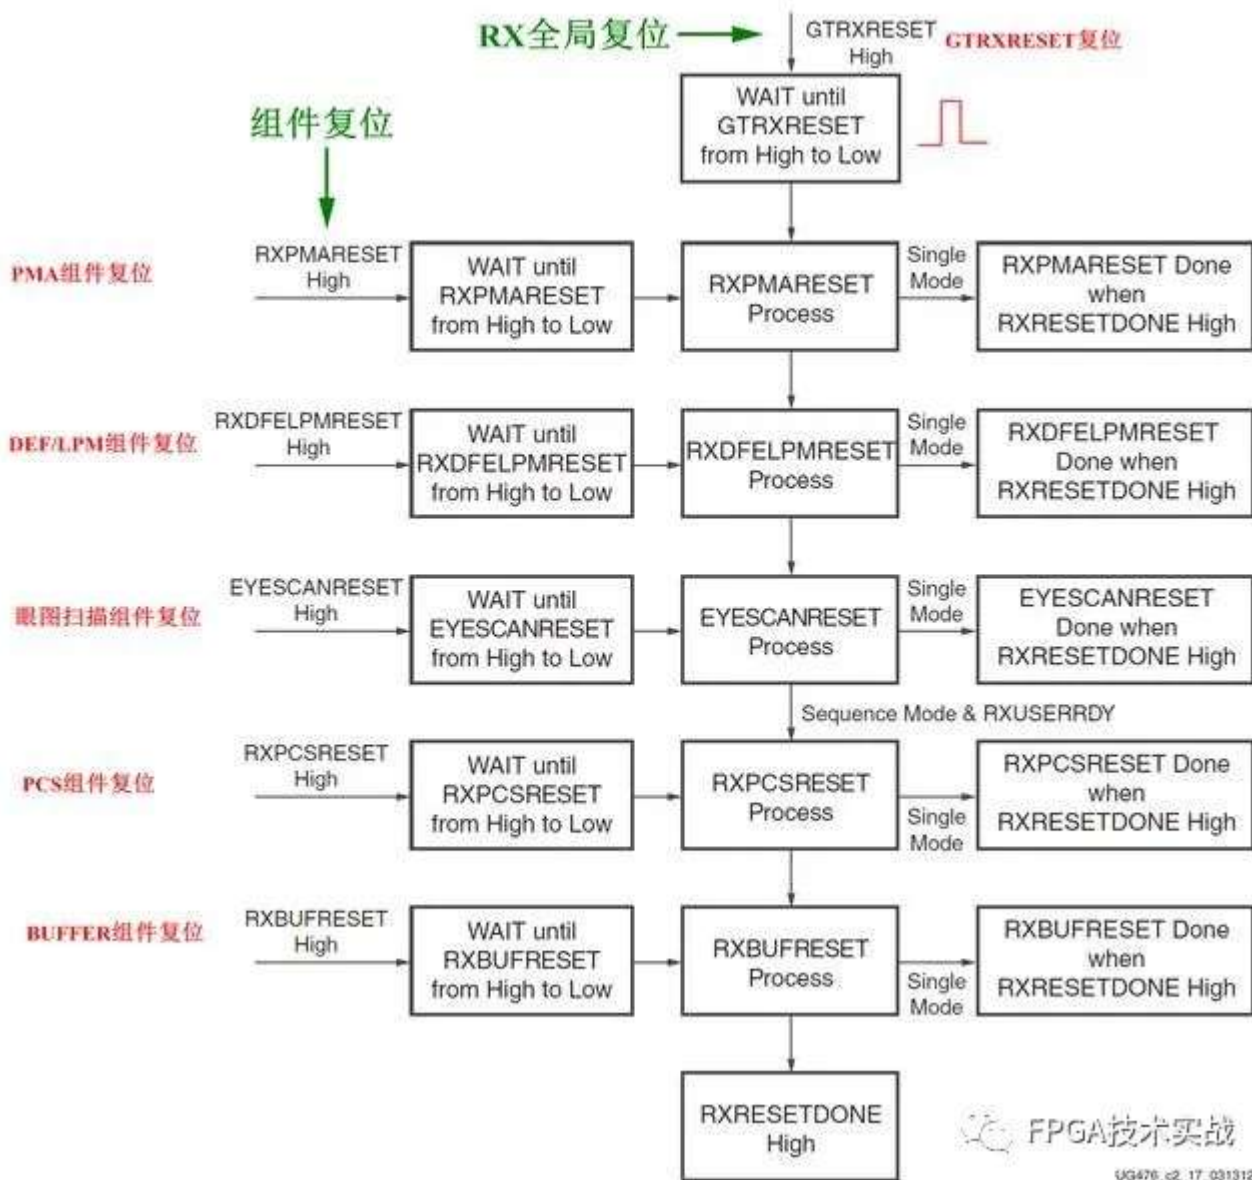 RX全局复位
GTRXRESET
High
GTRXRESET复位
WAIT until
GTRXRESET
from High to Low
组件复位
PMA组件复位
RXPMARESET
High
WAIT until
RXPMARESET
from High to Low
RXPMARESET
Process
Single
Mode
RXPMARESET Done
when
RXRESETDONE High
DEF/LPM组件复位
RXDFELPMRESET
High
WAIT until
RXDFELPMRESET
from High to Low
RXDFELPMRESET
Process
Single
Mode
RXDFELPMRESET
Done when
RXRESETDONE High
眼图扫描组件复位
EYESCANRESET
High
WAIT until
EYESCANRESET
from High to Low
EYESCANRESET
Process
Single
Mode
EYESCANRESET
Done when
RXRESETDONE High
Sequence Mode & RXUSERRDY
PCS组件复位
RXPCSRESET
High
WAIT until
RXPCSRESET
from High to Low
RXPCSRESET
Process
Single
Mode
RXPCSRESET Done
when
RXRESETDONE High
BUFFER组件复位
RXBUFRESET
High
WAIT until
RXBUFRESET
from High to Low
RXBUFRESET
Process
Single
Mode
RXBUFRESET Done
when
RXRESETDONE High
RXRESETDONE
High
FPGA技术实战
UG476_c2_17_031312